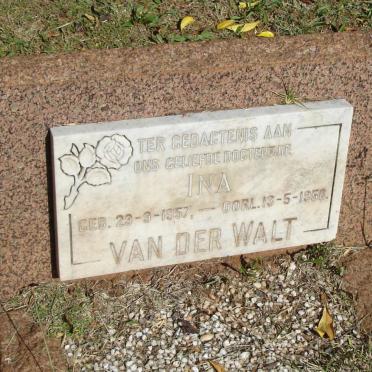 TER GEDAGTENIS AAN
ONS GELIEFDE DOGTERTJIE
INA
GEB. 29-9-1957, — OORL. 13-5-1958.
VAN DER WALT